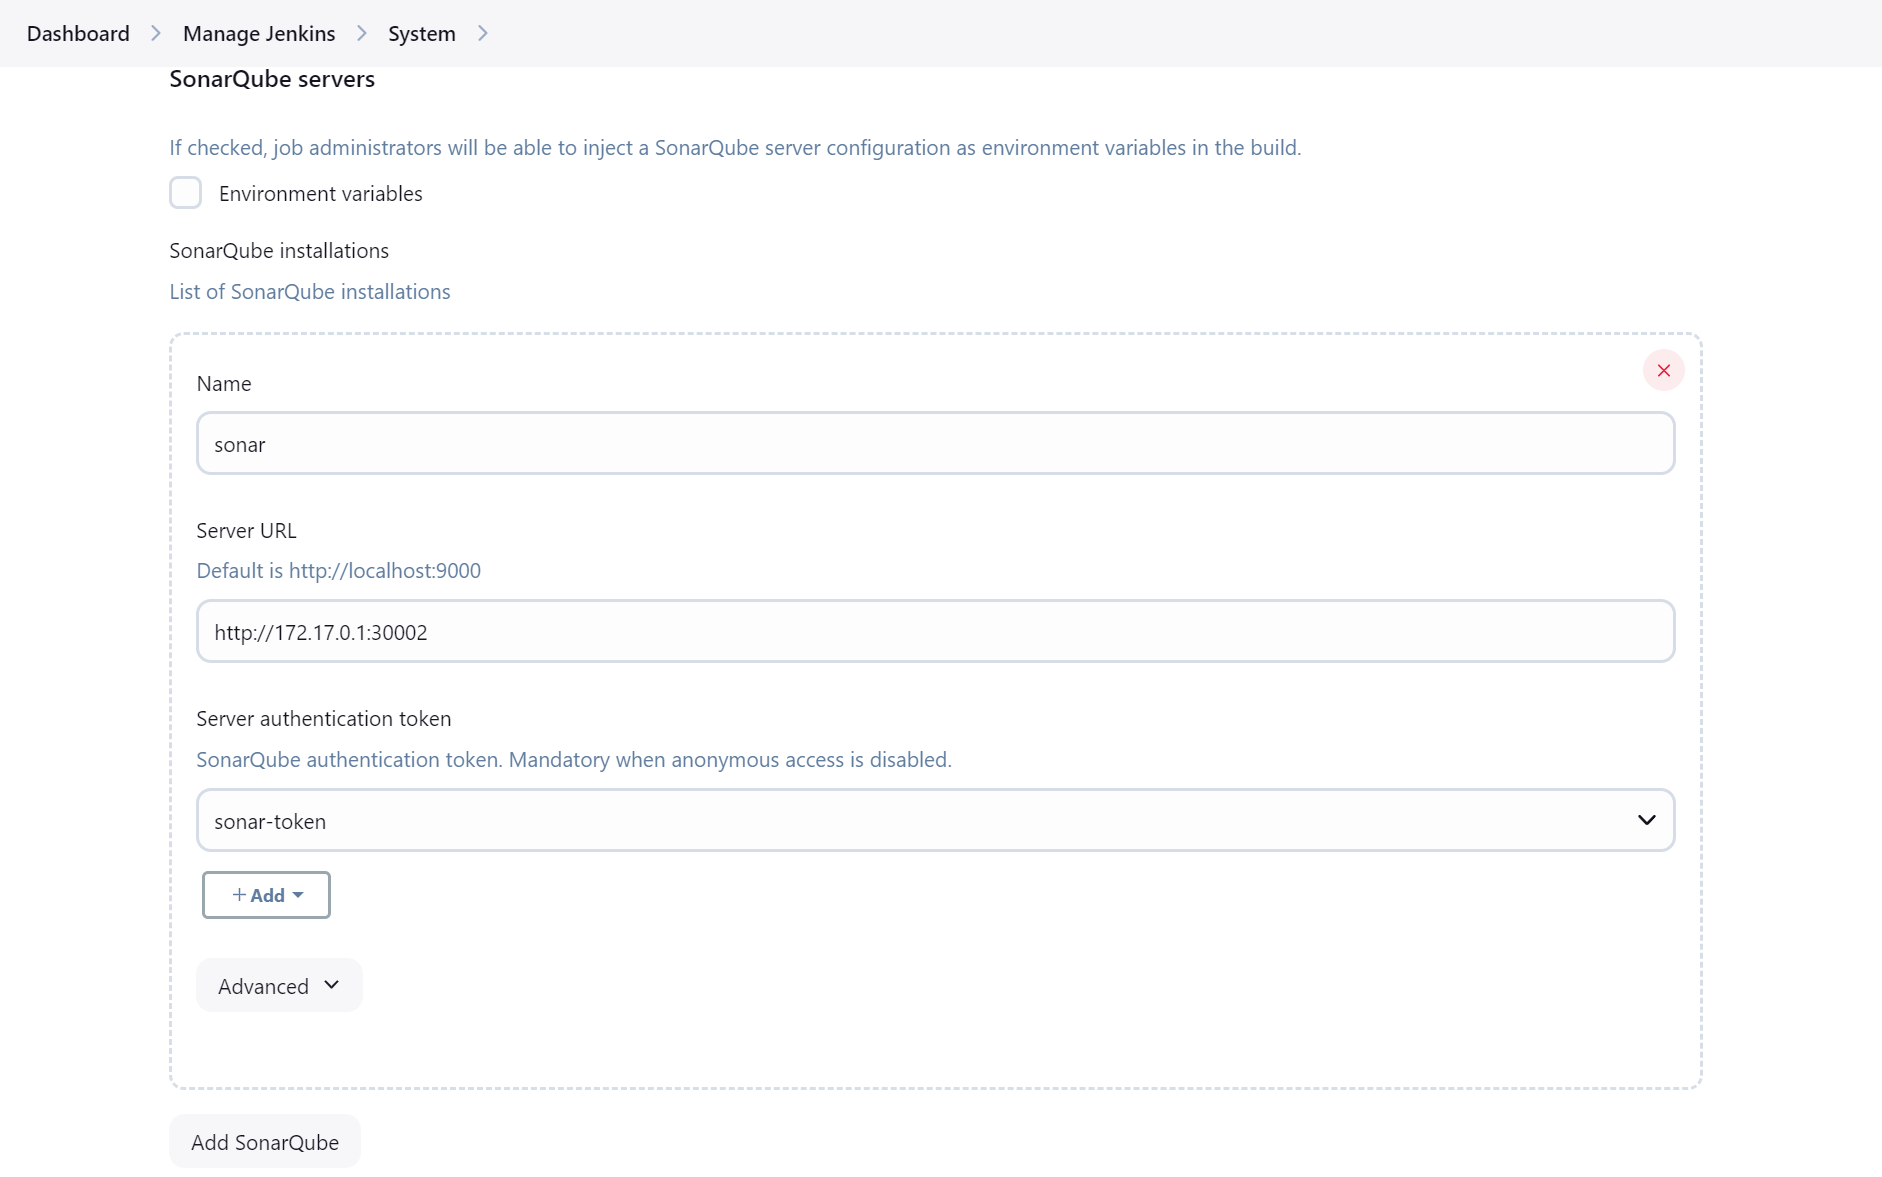 Dashboard > Manage Jenkins > System >
SonarQube servers
If checked, job administrators will be able to inject a SonarQube server configuration as environment variables in the build.
Environment variables
SonarQube installations
List of SonarQube installations
Name
sonar
Server URL
Default is http://localhost:9000
http://172.17.0.1:30002
Server authentication token
SonarQube authentication token. Mandatory when anonymous access is disabled.
sonar-token
+ Add
Advanced
Add SonarQube